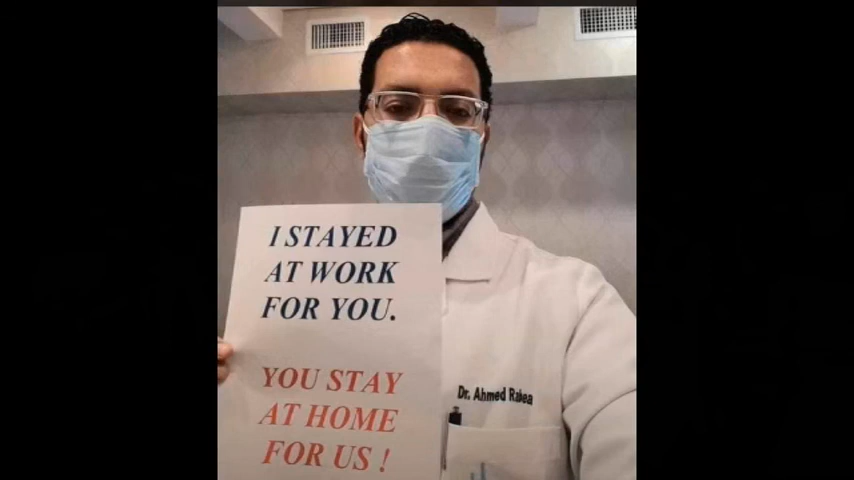 I STAYED
AT WORK
FOR YOU.
YOU STAY
AT HOME
FOR US !
Dr. Ahmed Rabea